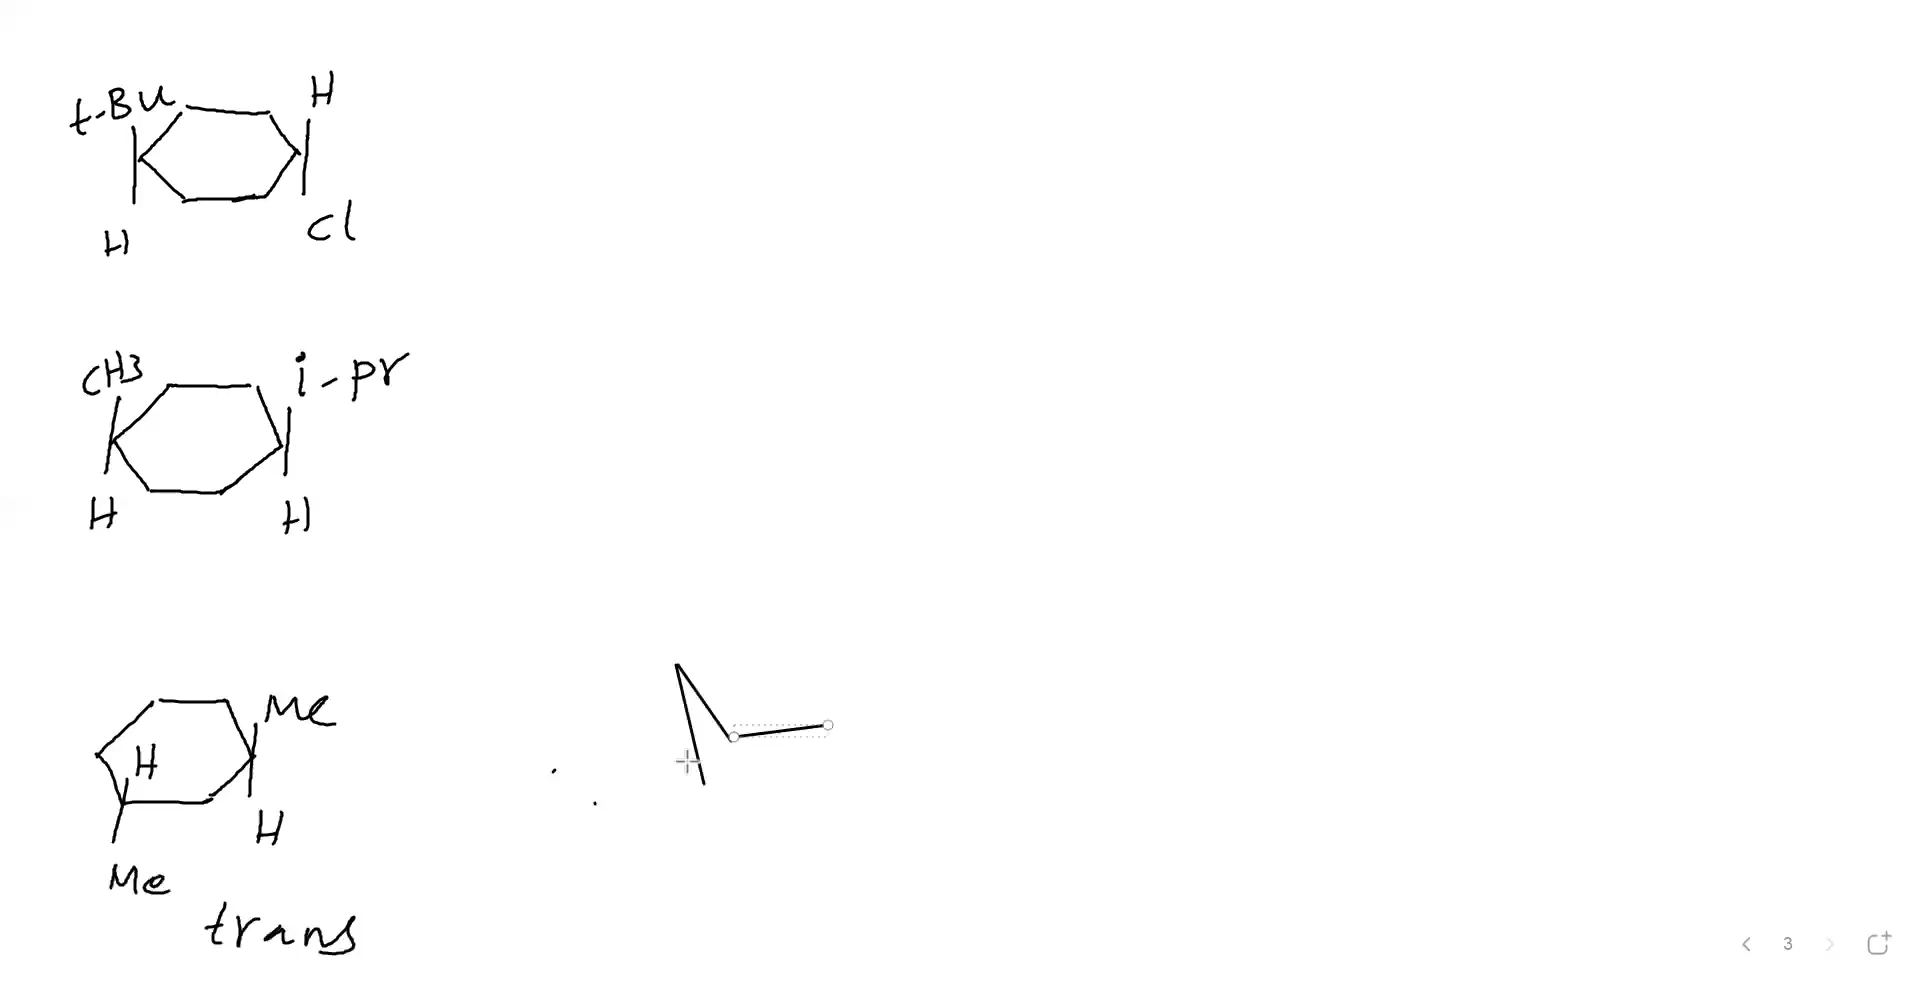 t-Bu H
H Cl
CH3 i-pr
H H
Me
H
H
Me
trans
3